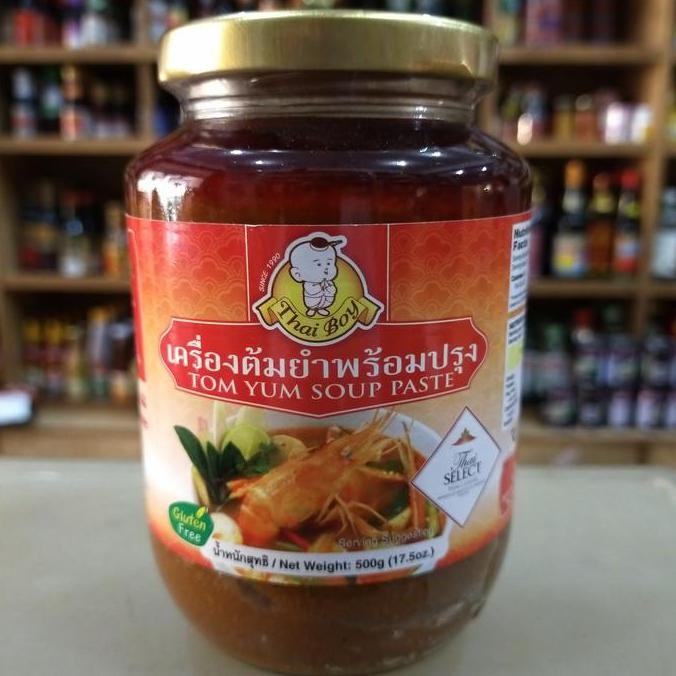 SINCE 1990
Thai Boy
เครื่องต้มยำพร้อมปรุง
TOM YUM SOUP PASTE
Thai
SELECT
Gluten
Free
Serving Suggestion
น้ำหนักสุทธิ / Net Weight: 500g (17.5oz.)
Facts